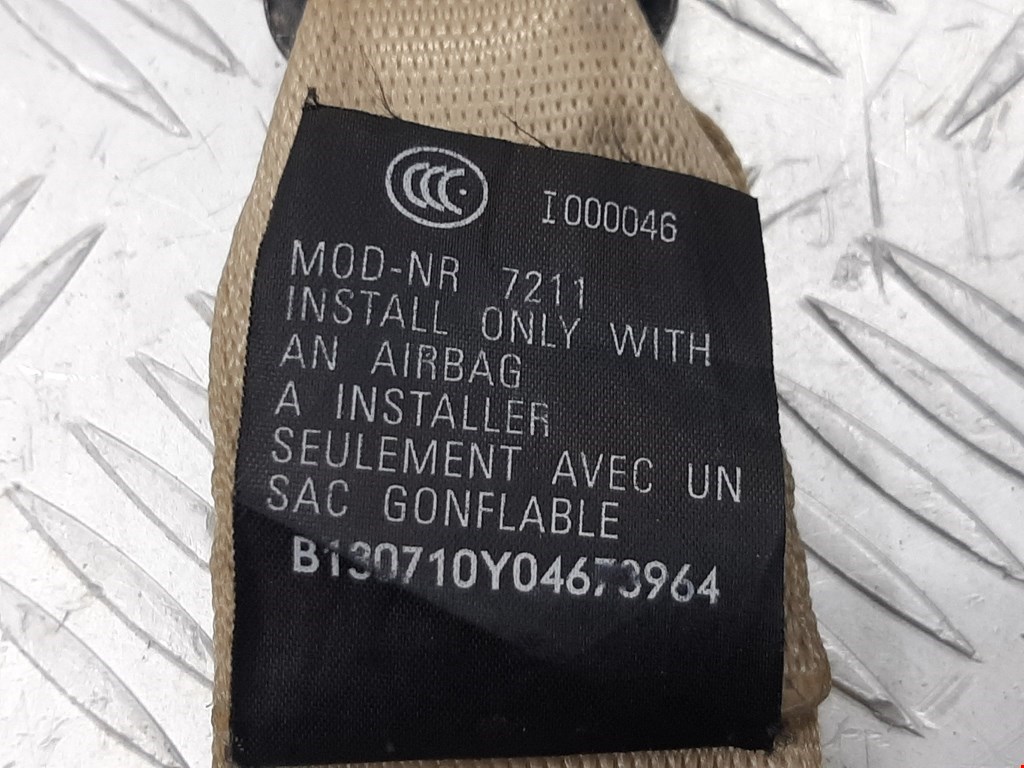 CCC I000046
MOD-NR 7211
INSTALL ONLY WITH
AN AIRBAG
A INSTALLER
SEULEMENT AVEC UN
SAC GONFLABLE
B130710Y04673964